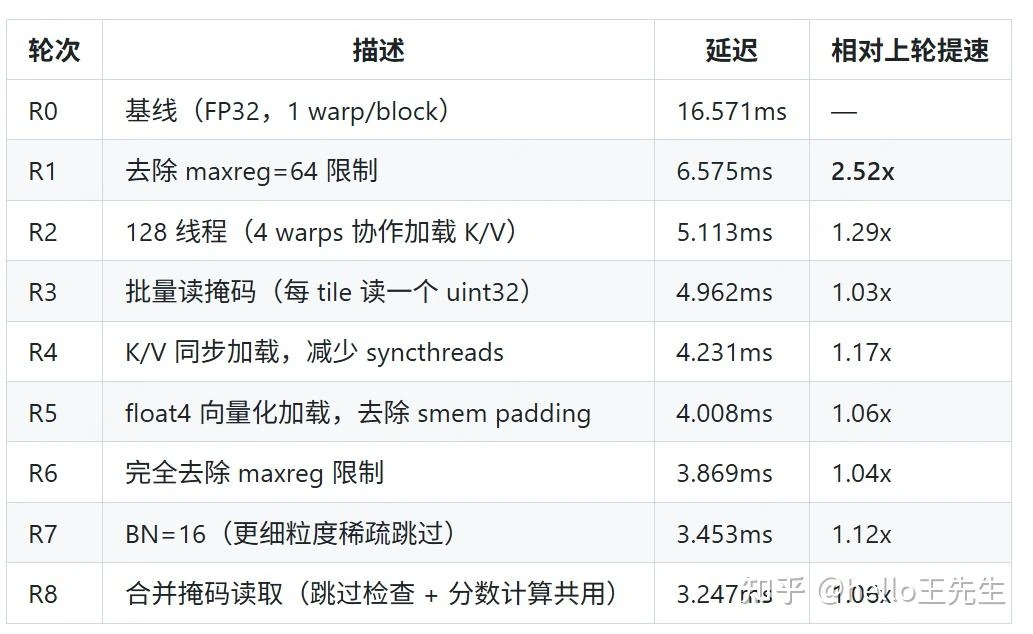 轮次 描述 延迟 相对上轮提速
R0 基线（FP32，1 warp/block） 16.571ms —
R1 去除 maxreg=64 限制 6.575ms 2.52x
R2 128 线程（4 warps 协作加载 K/V） 5.113ms 1.29x
R3 批量读掩码（每 tile 读一个 uint32） 4.962ms 1.03x
R4 K/V 同步加载，减少 syncthreads 4.231ms 1.17x
R5 float4 向量化加载，去除 smem padding 4.008ms 1.06x
R6 完全去除 maxreg 限制 3.869ms 1.04x
R7 BN=16（更细粒度稀疏跳过） 3.453ms 1.12x
R8 合并掩码读取（跳过检查 + 分数计算共用） 3.247ms 1.06x
知乎 @hello王先生